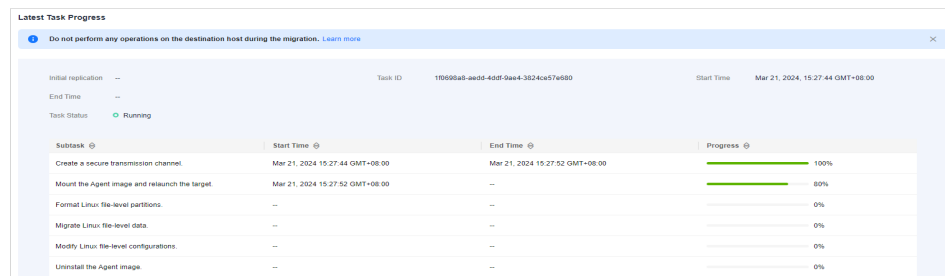 Latest Task Progress
Do not perform any operations on the destination host during the migration. Learn more
Initial replication -- Task ID 1f0698a8-aedd-4ddf-9ae4-3824ce57e680 Start Time Mar 21, 2024, 15:27:44 GMT+08:00
End Time --
Task Status Running
Subtask Start Time End Time Progress
Create a secure transmission channel. Mar 21, 2024 15:27:44 GMT+08:00 Mar 21, 2024 15:27:52 GMT+08:00 100%
Mount the Agent image and relaunch the target. Mar 21, 2024 15:27:52 GMT+08:00 -- 80%
Format Linux file-level partitions. -- -- 0%
Migrate Linux file-level data. -- -- 0%
Modify Linux file-level configurations. -- -- 0%
Uninstall the Agent image. -- -- 0%